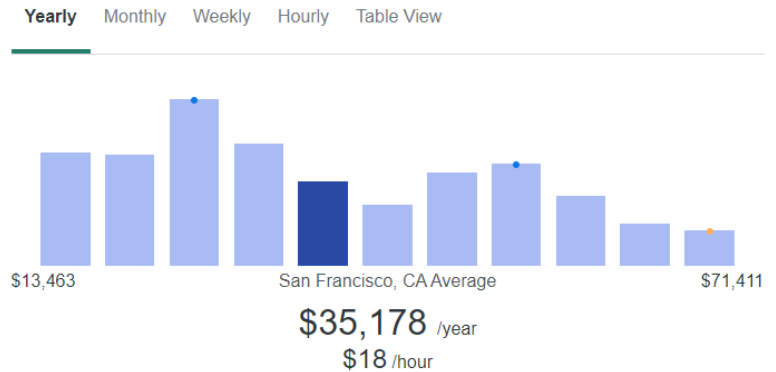 Yearly Monthly Weekly Hourly Table View
$13,463 San Francisco, CA Average $71,411
$35,178 /year
$18 /hour